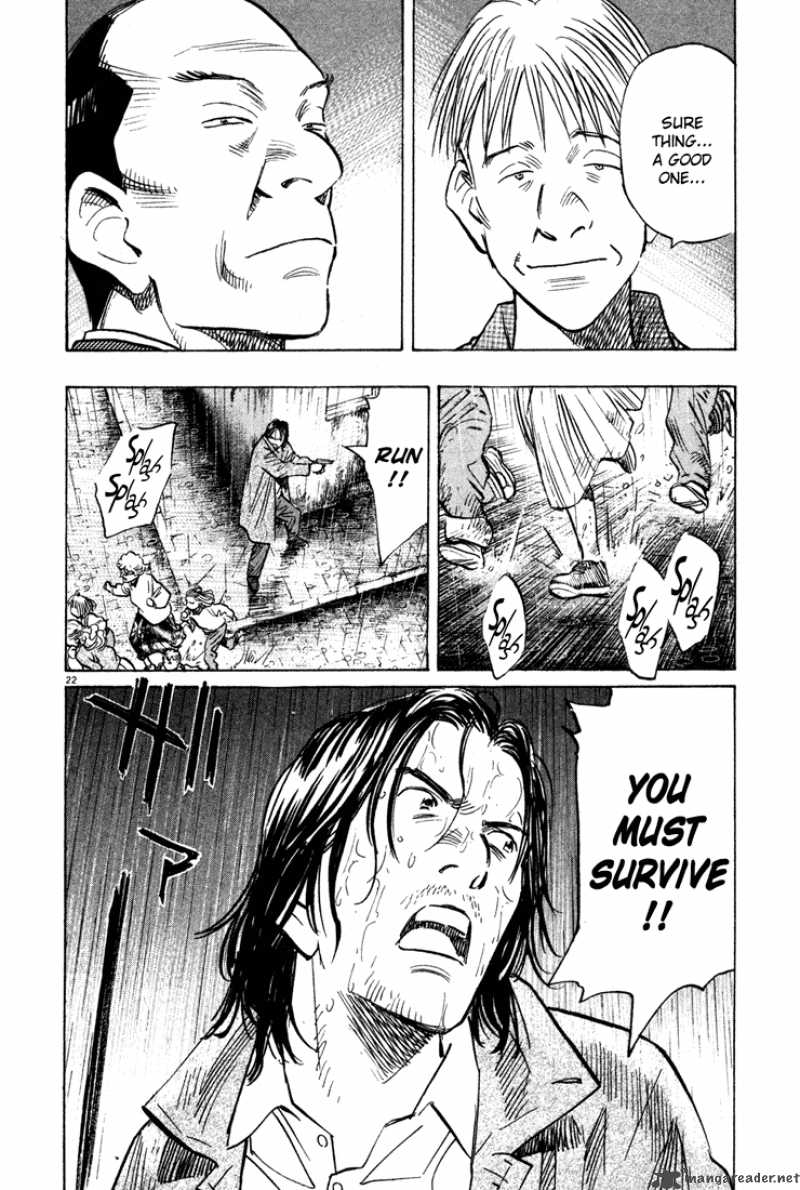 SURE
THING...
A GOOD
ONE...
Splash
Splash
Splash
RUN
!!
Splash
Splash
22
YOU
MUST
SURVIVE
!!
mangareader.net